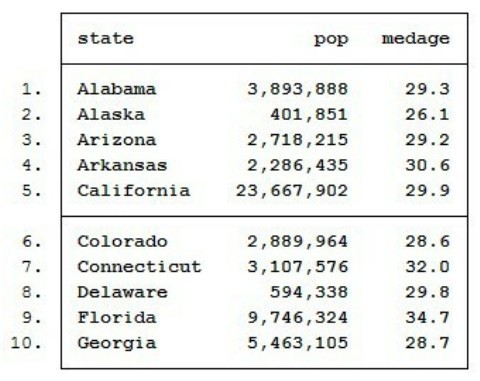 state pop medage
1. Alabama 3,893,888 29.3
2. Alaska 401,851 26.1
3. Arizona 2,718,215 29.2
4. Arkansas 2,286,435 30.6
5. California 23,667,902 29.9
6. Colorado 2,889,964 28.6
7. Connecticut 3,107,576 32.0
8. Delaware 594,338 29.8
9. Florida 9,746,324 34.7
10. Georgia 5,463,105 28.7